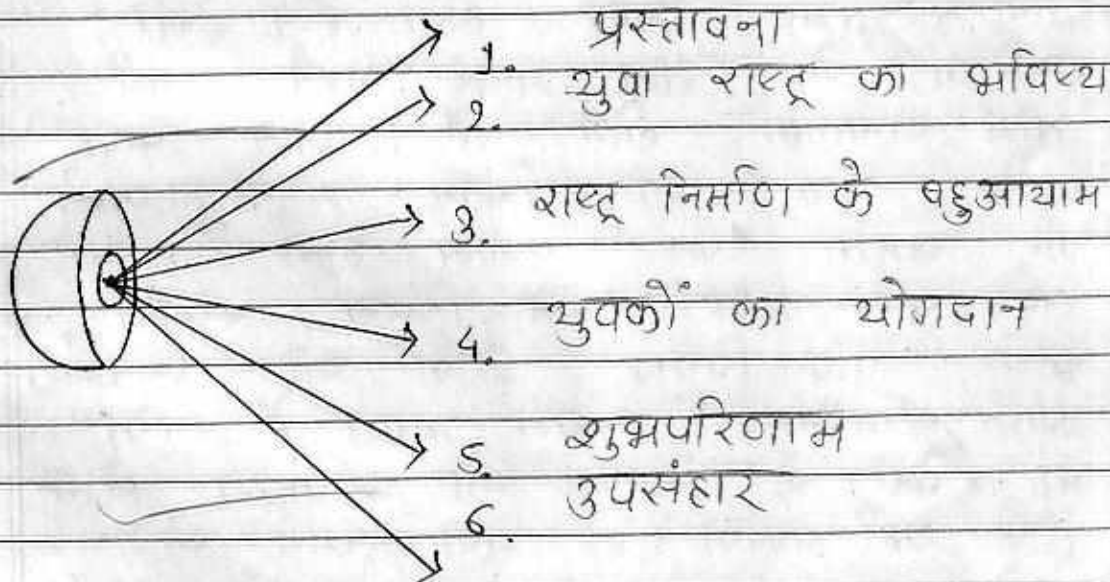 1. प्रस्तावना
2. युवा राष्ट्र का भविष्य
3. राष्ट्र निर्माण के बहुआयाम
4. युवकों का योगदान
5. शुभपरिणाम
6. उपसंहार